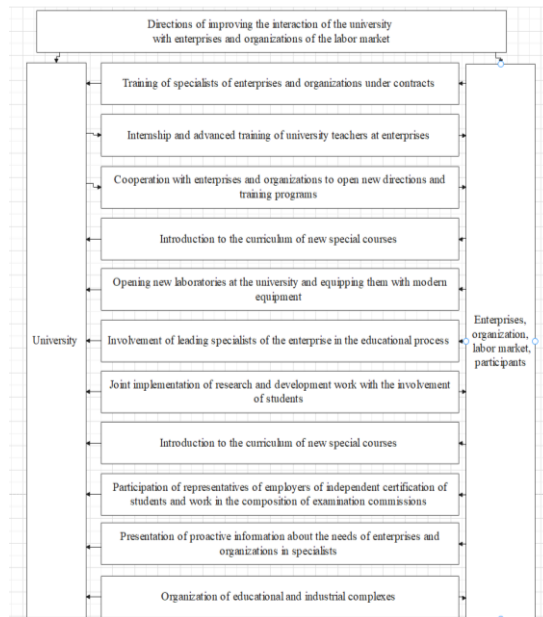 Directions of improving the interaction of the university
with enterprises and organizations of the labor market
Training of specialists of enterprises and organizations under contracts
Internship and advanced training of university teachers at enterprises
Cooperation with enterprises and organizations to open new directions and
training programs
Introduction to the curriculum of new special courses
Opening new laboratories at the university and equipping them with modern
equipment
University
Involvement of leading specialists of the enterprise in the educational process
Enterprises,
organization,
labor market,
participants
Joint implementation of research and development work with the involvement
of students
Introduction to the curriculum of new special courses
Participation of representatives of employers of independent certification of
students and work in the composition of examination commissions
Presentation of proactive information about the needs of enterprises and
organizations in specialists
Organization of educational and industrial complexes